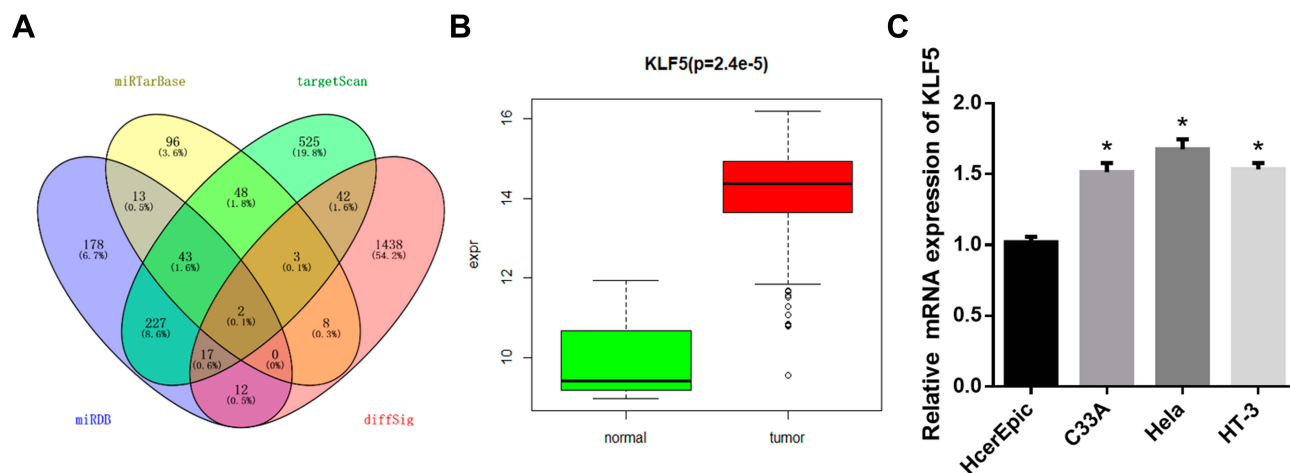 A
miRTarBase
targetScan
96
(3.6%)
525
(19.8%)
13
(0.5%)
48
(1.8%)
42
(1.6%)
178
(6.7%)
43
(1.6%)
3
(0.1%)
1438
(54.2%)
2
(0.1%)
227
(8.6%)
8
(0.3%)
17
(0.6%)
0
(0%)
12
(0.5%)
miRDB
diffSig
B
KLF5(p=2.4e-5)
expr
16
14
12
10
normal
tumor
C
Relative mRNA expression of KLF5
2.0
1.5
1.0
0.5
0.0
*
*
*
HcerEpic
C33A
Hela
HT-3